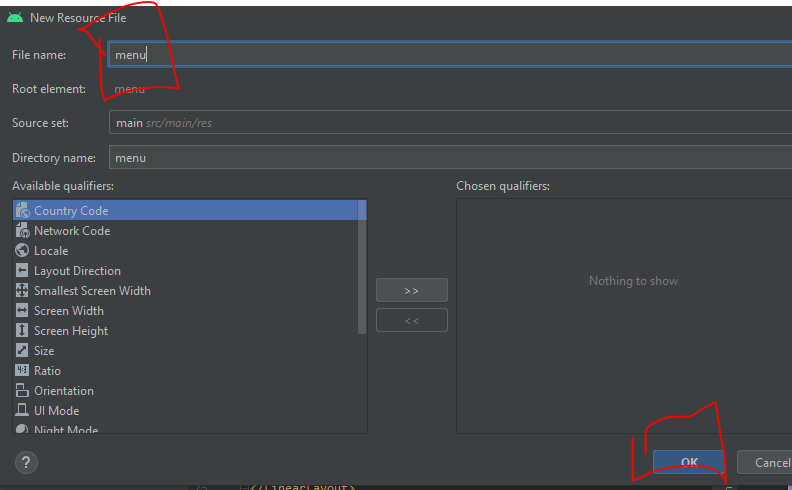 New Resource File
File name: menu
Root element: menu
Source set: main src/main/res
Directory name: menu
Available qualifiers: Chosen qualifiers:
Country Code
Network Code
Locale
Layout Direction
Smallest Screen Width
Screen Width
Screen Height
Size
Ratio
Orientation
UI Mode
Night Mode
Nothing to show
>>
<<
? OK Cancel
75 </LinearLayout>